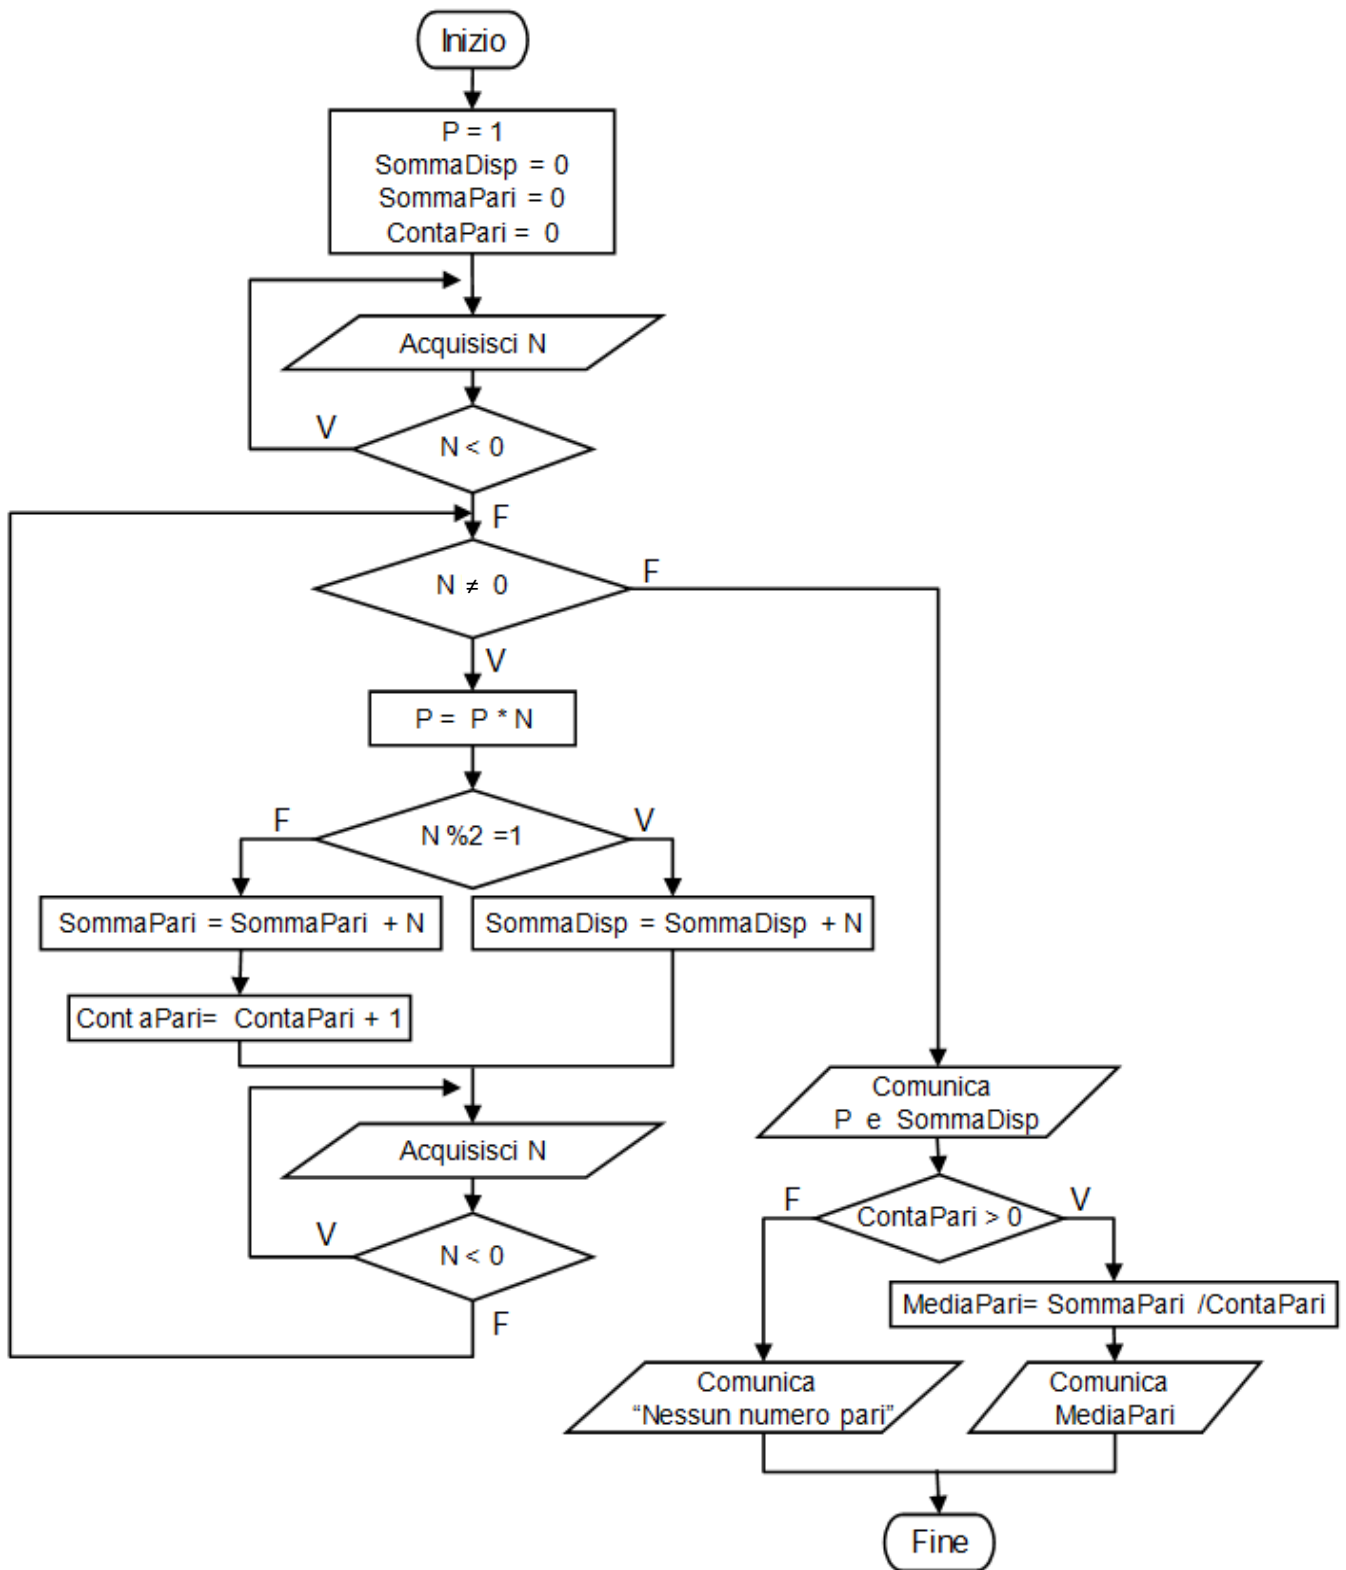 Inizio
P = 1
SommaDisp = 0
SommaPari = 0
ContaPari = 0
Acquisisci N
V
N < 0
F
N ≠ 0
F
V
P = P * N
F
N %2 =1
V
SommaPari = SommaPari + N
SommaDisp = SommaDisp + N
Cont aPari= ContaPari + 1
Comunica
P e SommaDisp
Acquisisci N
F
ContaPari > 0
V
V
N < 0
F
MediaPari= SommaPari /ContaPari
Comunica
“Nessun numero pari”
Comunica
MediaPari
Fine